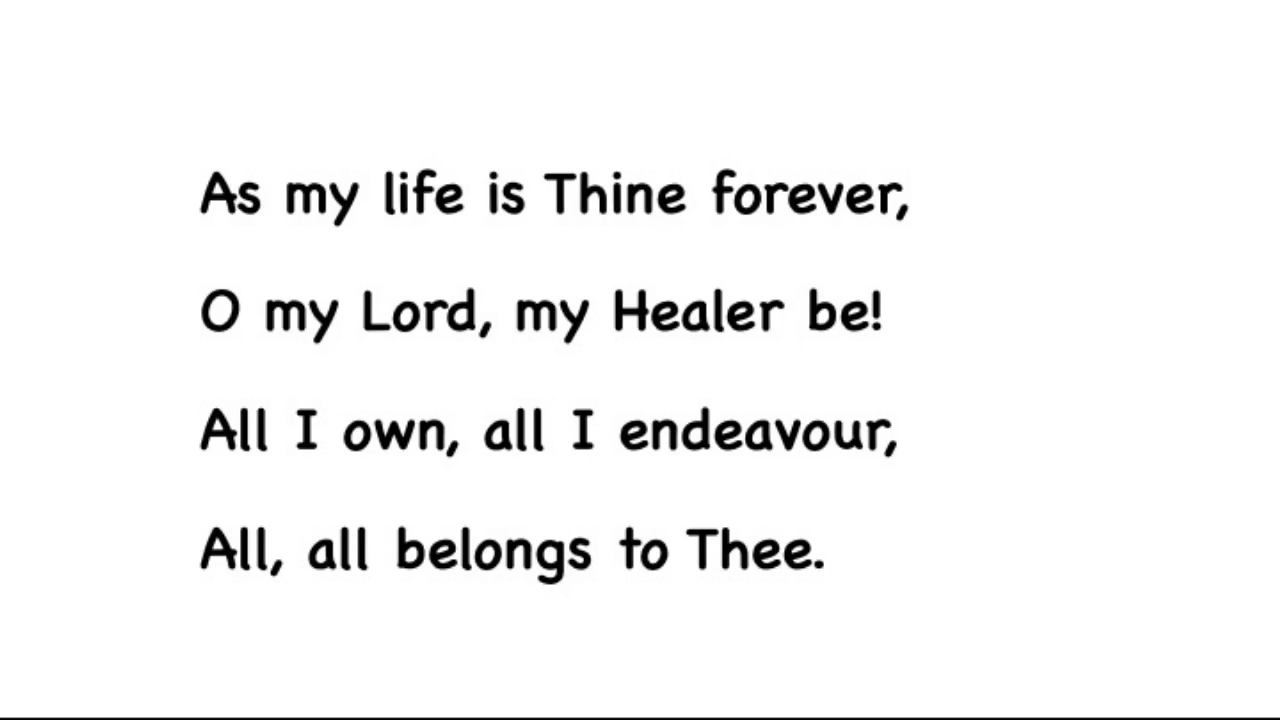 As my life is Thine forever,
O my Lord, my Healer be!
All I own, all I endeavour,
All, all belongs to Thee.